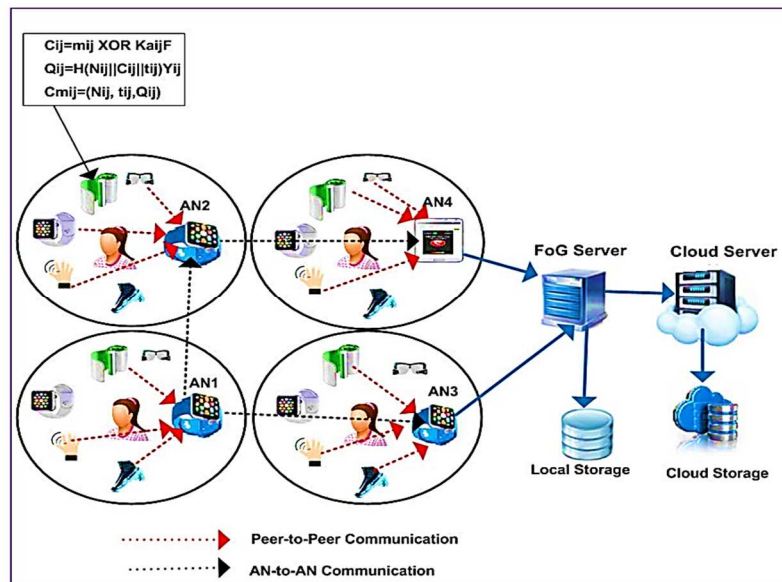 Cij=mij XOR KaijF
Qij=H(Nij||Cij||tij)Yij
Cmij=(Nij, tij,Qij)
AN2
AN4
FoG Server
Cloud Server
AN1
AN3
Local Storage
Cloud Storage
Peer-to-Peer Communication
AN-to-AN Communication